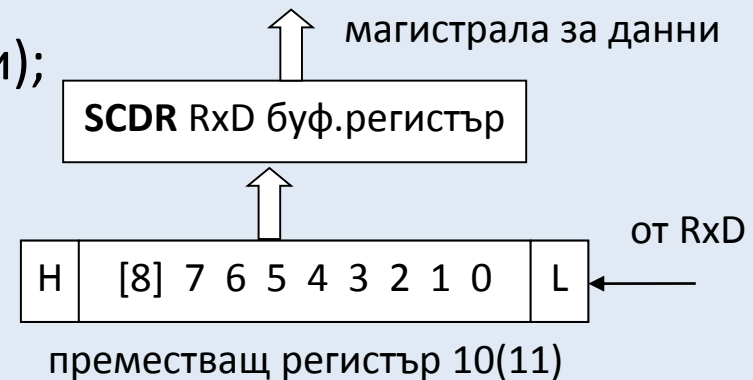 магистрала за данни
и);
SCDR RxD буф.регистър
от RxD
H [8] 7 6 5 4 3 2 1 0 L
преместващ регистър 10(11)